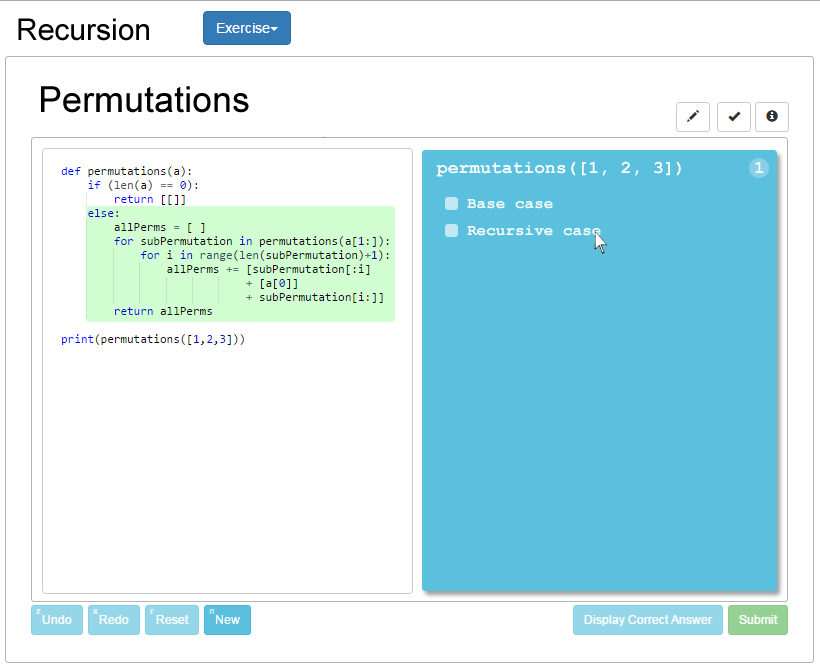 Recursion
Exercise
Permutations
def permutations(a):
    if (len(a) == 0):
        return [[]]
    else:
        allPerms = [ ]
        for subPermutation in permutations(a[1:]):
            for i in range(len(subPermutation)+1):
                allPerms += [subPermutation[:i]
                            + [a[0]]
                            + subPermutation[i:]]
        return allPerms
print(permutations([1,2,3]))
permutations([1, 2, 3])
1
Base case
Recursive case
z Undo
x Redo
r Reset
n New
Display Correct Answer
Submit